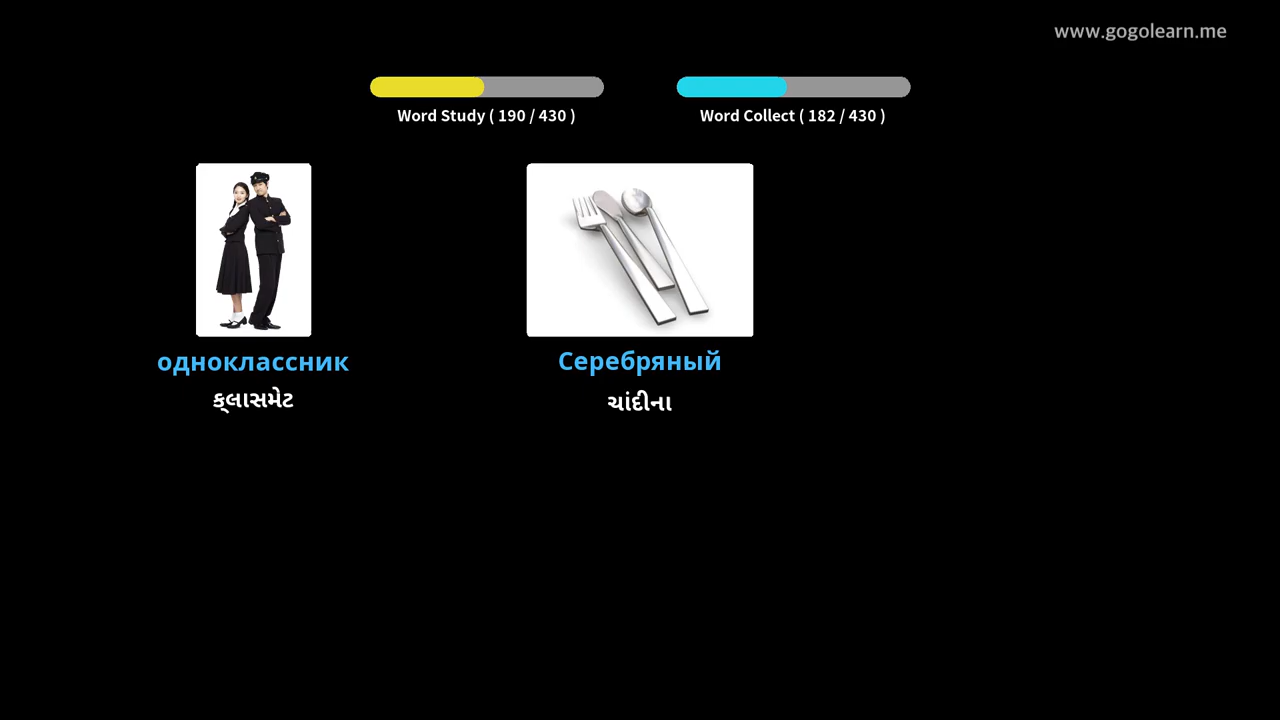 www.gogolearn.me
Word Study ( 190 / 430 )
Word Collect ( 182 / 430 )
одноклассник
ક્લાસમેટ
Серебряный
ચાંદીના